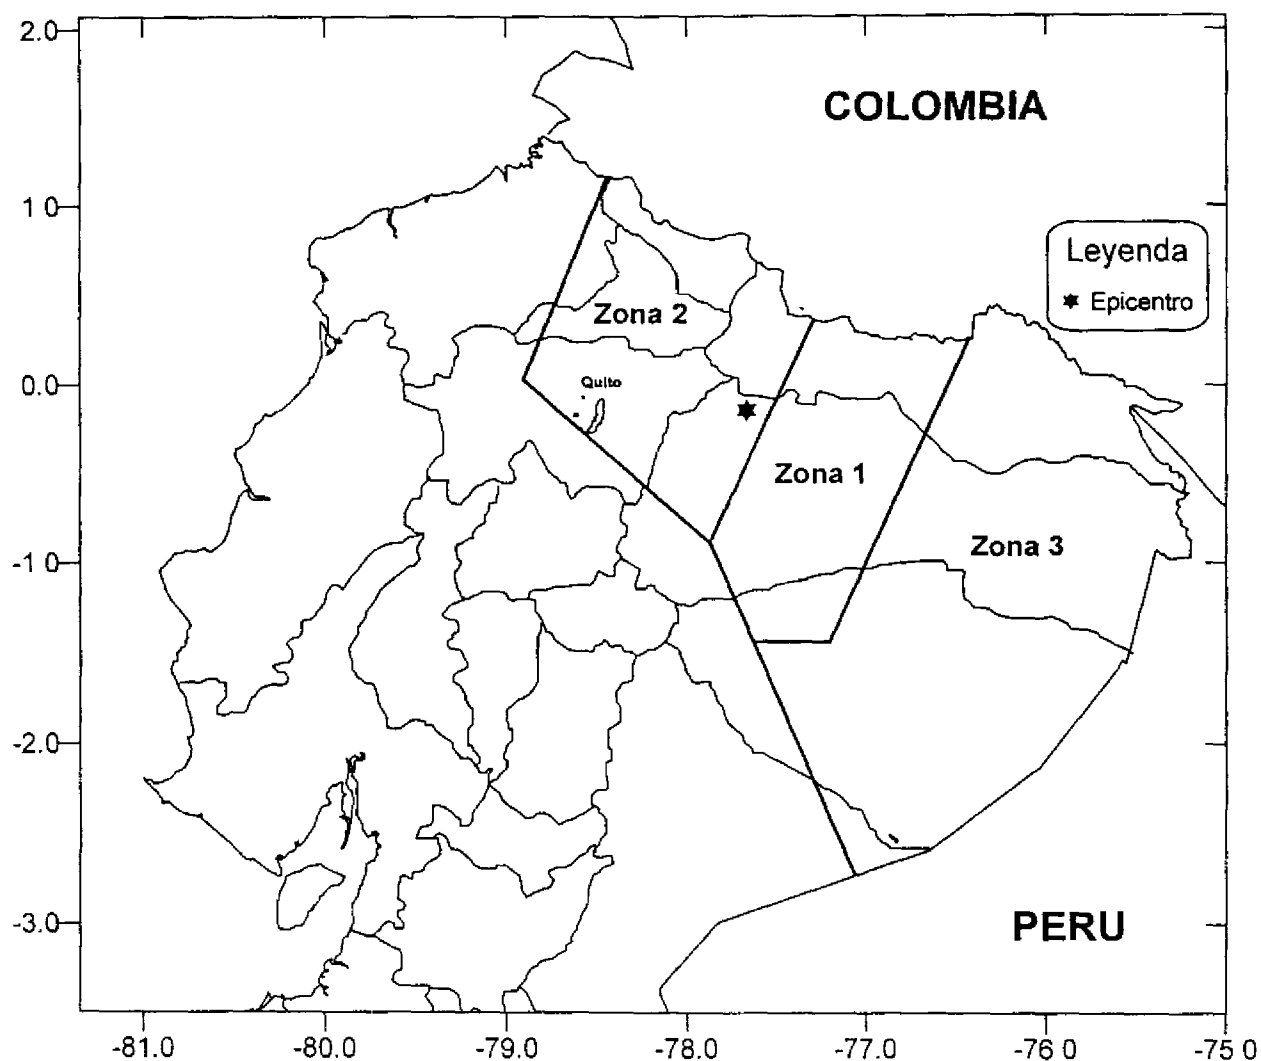 2.0
COLOMBIA
1 0
Leyenda
Epicentro
Zona 2
0.0
Quito
Zona 1
Zona 3
-1 0
-2.0
-3.0
PERU
-81.0 -80.0 -79.0 -78.0 -77.0 -76 0 -75 0